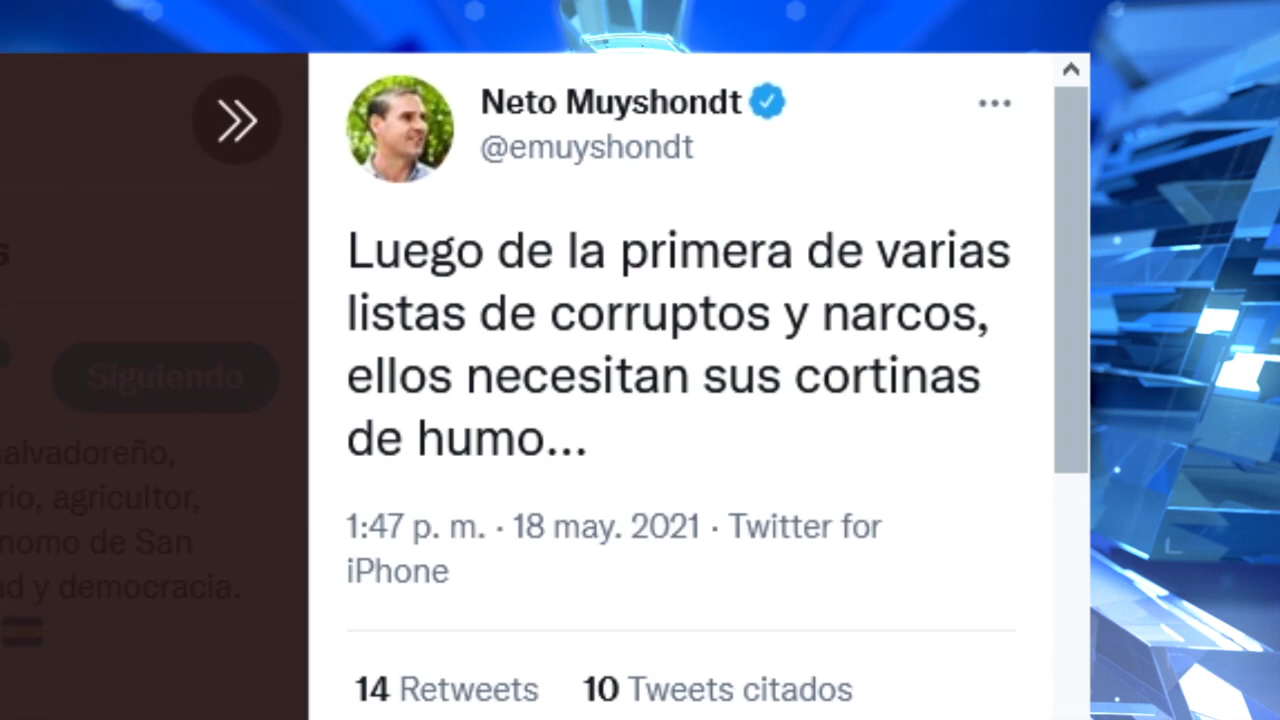 Neto Muyshondt
@emuyshondt
Luego de la primera de varias
listas de corruptos y narcos,
ellos necesitan sus cortinas
de humo...
1:47 p. m. · 18 may. 2021 · Twitter for
iPhone
14 Retweets 10 Tweets citados
Siguiendo
salvadoreño,
rio, agricultor,
nomo de San
ad y democracia.